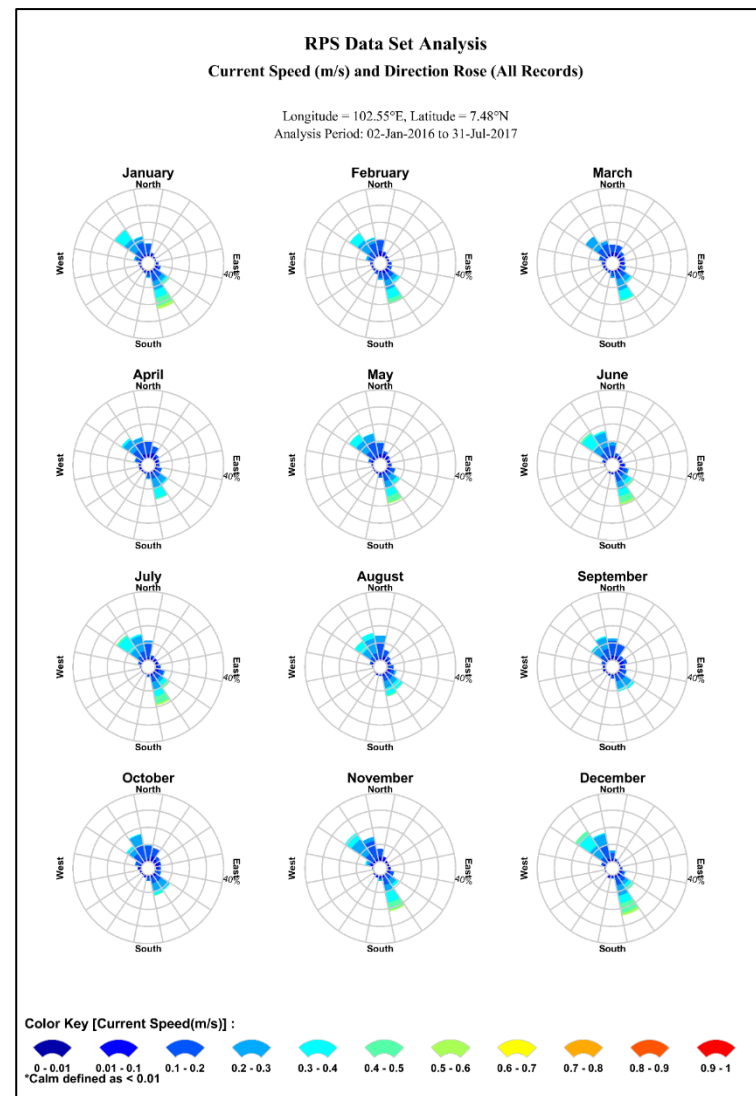 RPS Data Set Analysis
Current Speed (m/s) and Direction Rose (All Records)
Longitude = 102.55°E, Latitude = 7.48°N
Analysis Period: 02-Jan-2016 to 31-Jul-2017
January
North
West
East
40%
South
February
North
West
East
40%
South
March
North
West
East
40%
South
April
North
West
East
40%
South
May
North
West
East
40%
South
June
North
West
East
40%
South
July
North
West
East
40%
South
August
North
West
East
40%
South
September
North
West
East
40%
South
October
North
West
East
40%
South
November
North
West
East
40%
South
December
North
West
East
40%
South
Color Key [Current Speed(m/s)] :
0 - 0.01 0.01 - 0.1 0.1 - 0.2 0.2 - 0.3 0.3 - 0.4 0.4 - 0.5 0.5 - 0.6 0.6 - 0.7 0.7 - 0.8 0.8 - 0.9 0.9 - 1
*Calm defined as < 0.01